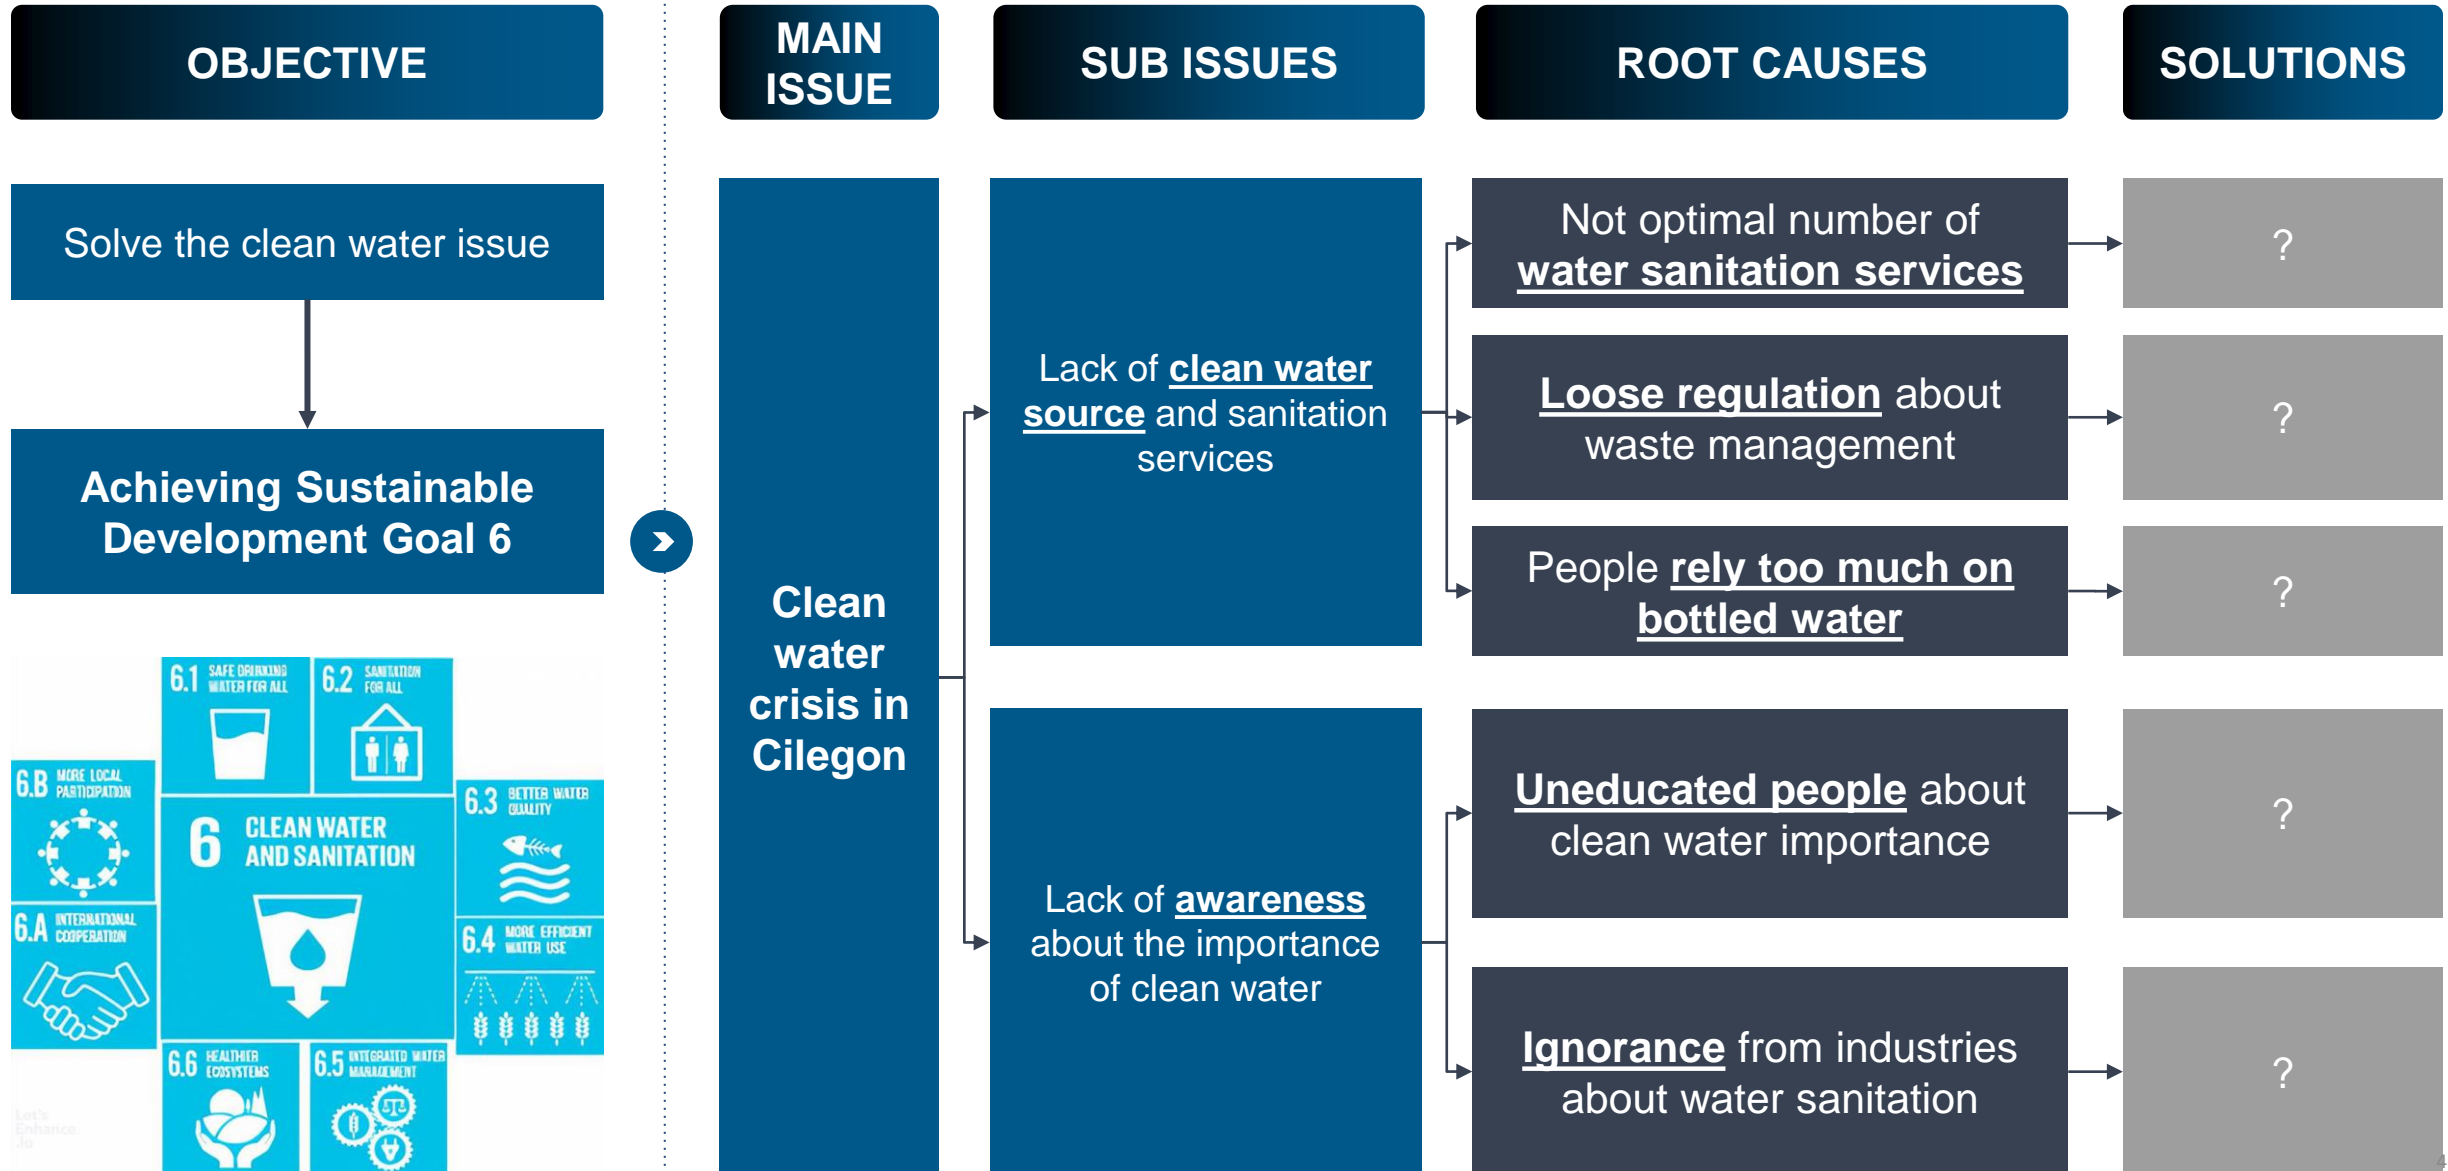 OBJECTIVE
MAIN
ISSUE
SUB ISSUES
ROOT CAUSES
SOLUTIONS
Solve the clean water issue
Achieving Sustainable
Development Goal 6
6.1 SAFE DRINKING
WATER FOR ALL
6.2 SANITATION
FOR ALL
6.B MORE LOCAL
PARTICIPATION
6.3 BETTER WATER
QUALITY
6 CLEAN WATER
AND SANITATION
6.A INTERNATIONAL
COOPERATION
6.4 MORE EFFICIENT
WATER USE
6.6 HEALTHIER
ECOSYSTEMS
6.5 INTEGRATED WATER
MANAGEMENT
Let's
Enhance
.io
Clean
water
crisis in
Cilegon
Lack of clean water
source and sanitation
services
Lack of awareness
about the importance
of clean water
Not optimal number of
water sanitation services
Loose regulation about
waste management
People rely too much on
bottled water
Uneducated people about
clean water importance
Ignorance from industries
about water sanitation
?
?
?
?
?
4